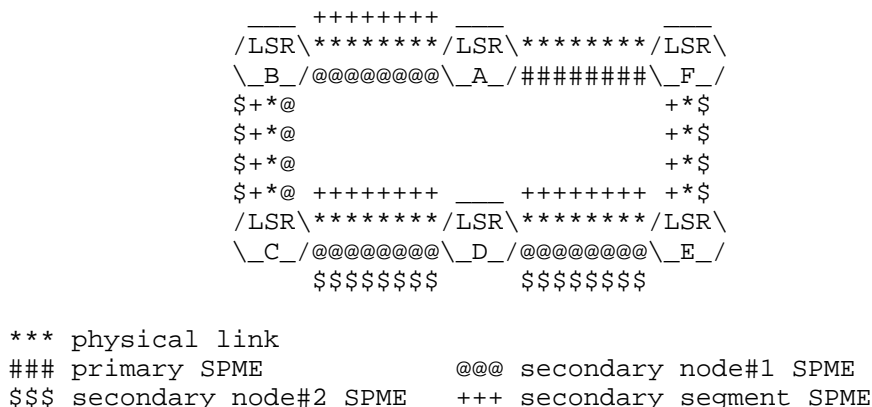 ___ ++++++++ ___          ___
               /LSR\********/LSR\********/LSR\
               \_B_/@@@@@@@@\_A_/########\_F_/
               $+*@                       +*$
               $+*@                       +*$
               $+*@                       +*$
               $+*@ ++++++++ ___ ++++++++ +*$
               /LSR\********/LSR\********/LSR\
               \_C_/@@@@@@@@\_D_/@@@@@@@@\_E_/
                    $$$$$$$$     $$$$$$$$

*** physical link
### primary SPME            @@@ secondary node#1 SPME
$$$ secondary node#2 SPME   +++ secondary segment SPME